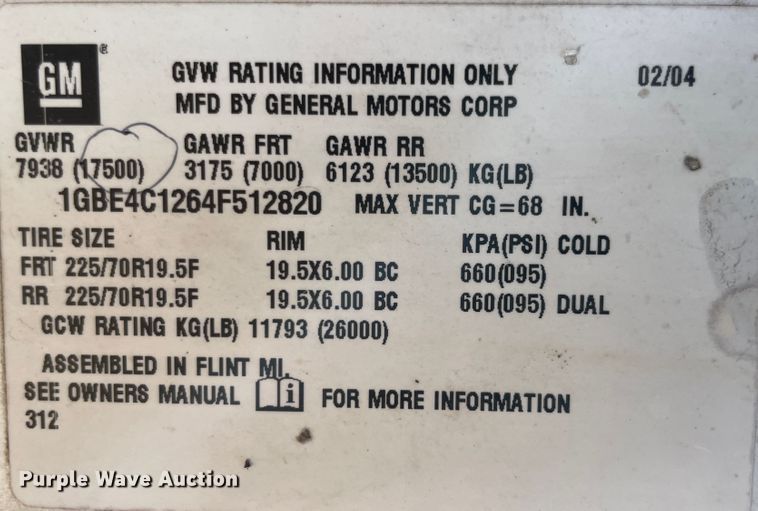 GM ® GVW RATING INFORMATION ONLY 02/04
MFD BY GENERAL MOTORS CORP
GVWR GAWR FRT GAWR RR
7938 (17500) 3175 (7000) 6123 (13500) KG(LB)
1GBE4C1264F512820 MAX VERT CG=68 IN.
TIRE SIZE RIM KPA(PSI) COLD
FRT 225/70R19.5F 19.5X6.00 BC 660(095)
RR 225/70R19.5F 19.5X6.00 BC 660(095) DUAL
GCW RATING KG(LB) 11793 (26000)
ASSEMBLED IN FLINT MI.
SEE OWNERS MANUAL i FOR MORE INFORMATION
312
Purple Wave Auction